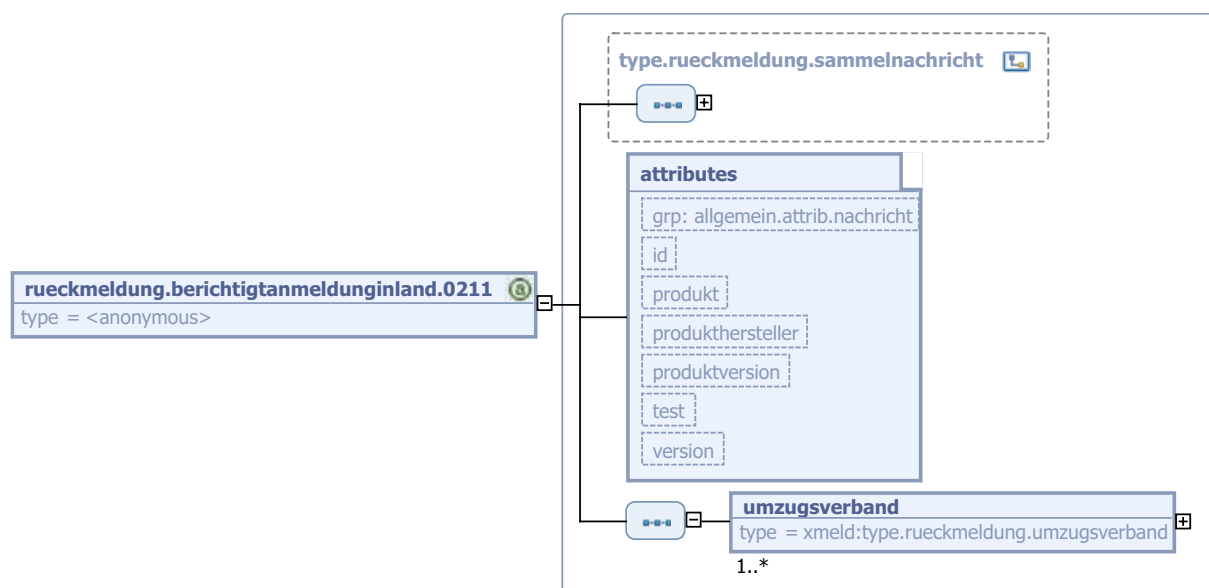 type.rueckmeldung.sammelnachricht
attributes
grp: allgemein.attrib.nachricht
id
produkt
produkthersteller
produktversion
test
version
rueckmeldung.berichtigtanmeldunginland.0211
type = <anonymous>
umzugsverband
type = xmeld:type.rueckmeldung.umzugsverband
1..*